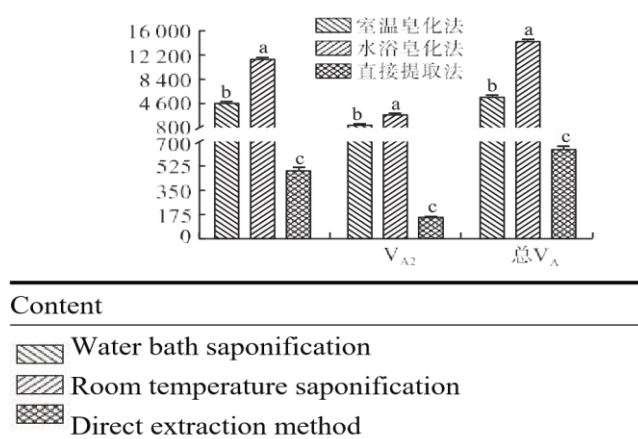 16 000
12 200
8 400
4 600
800
700
525
350
175
0
室温皂化法
水浴皂化法
直接提取法
b
a
c
b
a
c
b
a
c
V_A2
总V_A
Content
Water bath saponification
Room temperature saponification
Direct extraction method